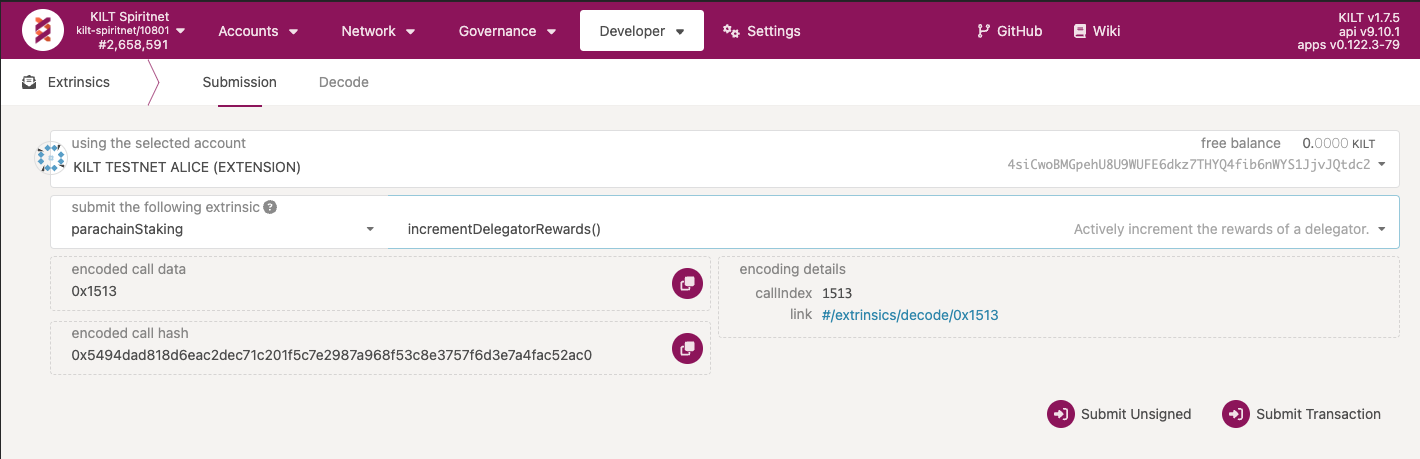 KILT Spiritnet
kilt-spiritnet/10801
#2,658,591
Accounts
Network
Governance
Developer
Settings
GitHub
Wiki
KILT v1.7.5
api v9.10.1
apps v0.122.3-79
Extrinsics
Submission
Decode
using the selected account
KILT TESTNET ALICE (EXTENSION)
free balance 0.0000 KILT
4siCwoBMGpehU8U9WUFE6dkz7THYQ4fib6nWYS1JjvJQtdc2
submit the following extrinsic ?
parachainStaking
incrementDelegatorRewards()
Actively increment the rewards of a delegator.
encoded call data
0x1513
encoding details
callIndex 1513
link #/extrinsics/decode/0x1513
encoded call hash
0x5494dad818d6eac2dec71c201f5c7e2987a968f53c8e3757f6d3e7a4fac52ac0
Submit Unsigned
Submit Transaction